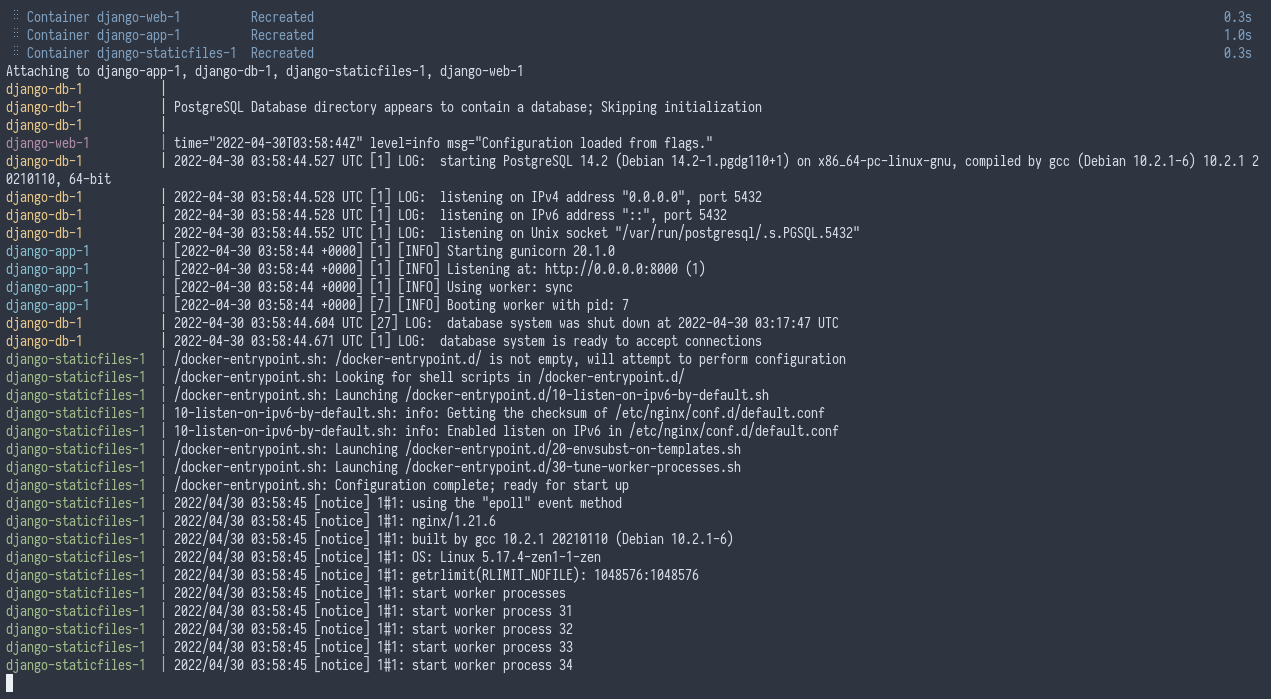 ⠿ Container django-web-1          Recreated          0.3s
⠿ Container django-app-1          Recreated          1.0s
⠿ Container django-staticfiles-1  Recreated          0.3s
Attaching to django-app-1, django-db-1, django-staticfiles-1, django-web-1
django-db-1           |
django-db-1           | PostgreSQL Database directory appears to contain a database; Skipping initialization
django-db-1           |
django-web-1          | time="2022-04-30T03:58:44Z" level=info msg="Configuration loaded from flags."
django-db-1           | 2022-04-30 03:58:44.527 UTC [1] LOG:  starting PostgreSQL 14.2 (Debian 14.2-1.pgdg110+1) on x86_64-pc-linux-gnu, compiled by gcc (Debian 10.2.1-6) 10.2.1 2
0210110, 64-bit
django-db-1           | 2022-04-30 03:58:44.528 UTC [1] LOG:  listening on IPv4 address "0.0.0.0", port 5432
django-db-1           | 2022-04-30 03:58:44.528 UTC [1] LOG:  listening on IPv6 address "::", port 5432
django-db-1           | 2022-04-30 03:58:44.552 UTC [1] LOG:  listening on Unix socket "/var/run/postgresql/.s.PGSQL.5432"
django-app-1          | [2022-04-30 03:58:44 +0000] [1] [INFO] Starting gunicorn 20.1.0
django-app-1          | [2022-04-30 03:58:44 +0000] [1] [INFO] Listening at: http://0.0.0.0:8000 (1)
django-app-1          | [2022-04-30 03:58:44 +0000] [1] [INFO] Using worker: sync
django-app-1          | [2022-04-30 03:58:44 +0000] [7] [INFO] Booting worker with pid: 7
django-db-1           | 2022-04-30 03:58:44.604 UTC [27] LOG:  database system was shut down at 2022-04-30 03:17:47 UTC
django-db-1           | 2022-04-30 03:58:44.671 UTC [1] LOG:  database system is ready to accept connections
django-staticfiles-1  | /docker-entrypoint.sh: /docker-entrypoint.d/ is not empty, will attempt to perform configuration
django-staticfiles-1  | /docker-entrypoint.sh: Looking for shell scripts in /docker-entrypoint.d/
django-staticfiles-1  | /docker-entrypoint.sh: Launching /docker-entrypoint.d/10-listen-on-ipv6-by-default.sh
django-staticfiles-1  | 10-listen-on-ipv6-by-default.sh: info: Getting the checksum of /etc/nginx/conf.d/default.conf
django-staticfiles-1  | 10-listen-on-ipv6-by-default.sh: info: Enabled listen on IPv6 in /etc/nginx/conf.d/default.conf
django-staticfiles-1  | /docker-entrypoint.sh: Launching /docker-entrypoint.d/20-envsubst-on-templates.sh
django-staticfiles-1  | /docker-entrypoint.sh: Launching /docker-entrypoint.d/30-tune-worker-processes.sh
django-staticfiles-1  | /docker-entrypoint.sh: Configuration complete; ready for start up
django-staticfiles-1  | 2022/04/30 03:58:45 [notice] 1#1: using the "epoll" event method
django-staticfiles-1  | 2022/04/30 03:58:45 [notice] 1#1: nginx/1.21.6
django-staticfiles-1  | 2022/04/30 03:58:45 [notice] 1#1: built by gcc 10.2.1 20210110 (Debian 10.2.1-6)
django-staticfiles-1  | 2022/04/30 03:58:45 [notice] 1#1: OS: Linux 5.17.4-zen1-1-zen
django-staticfiles-1  | 2022/04/30 03:58:45 [notice] 1#1: getrlimit(RLIMIT_NOFILE): 1048576:1048576
django-staticfiles-1  | 2022/04/30 03:58:45 [notice] 1#1: start worker processes
django-staticfiles-1  | 2022/04/30 03:58:45 [notice] 1#1: start worker process 31
django-staticfiles-1  | 2022/04/30 03:58:45 [notice] 1#1: start worker process 32
django-staticfiles-1  | 2022/04/30 03:58:45 [notice] 1#1: start worker process 33
django-staticfiles-1  | 2022/04/30 03:58:45 [notice] 1#1: start worker process 34